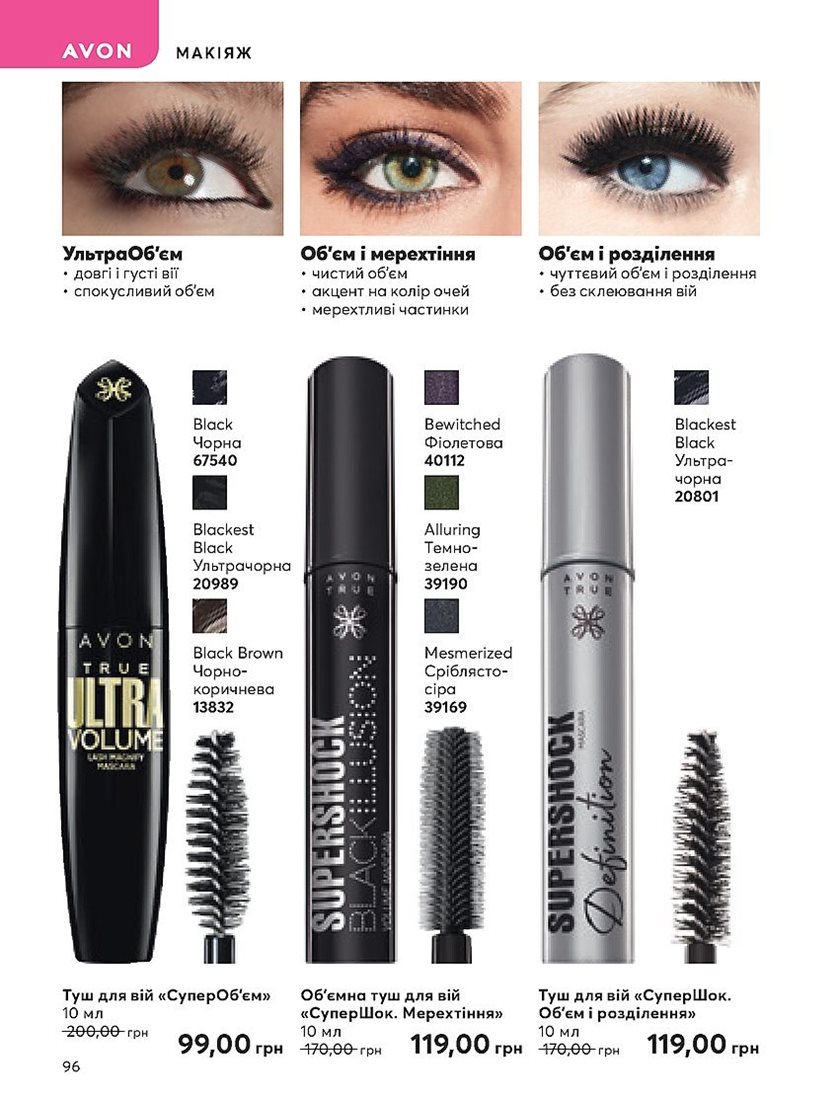 AVON
МАКІЯЖ
УльтраОб'єм
• довгі і густі вії
• спокусливий об'єм
Об'єм і мерехтіння
• чистий об'єм
• акцент на колір очей
• мерехтливі частинки
Об'єм і розділення
• чуттєвий об'єм і розділення
• без склеювання вій
Black
Чорна
67540
Blackest
Black
Ультрачорна
20989
Black Brown
Чорно-
коричнева
13832
Bewitched
Фіолетова
40112
Alluring
Темно-
зелена
39190
Mesmerized
Сріблясто-
сіра
39169
Blackest
Black
Ультра-
чорна
20801
AVON
TRUE
ULTRA
VOLUME
LASH MAGNIFY
MASCARA
AVON
TRUE
SUPERSHOCK
BLACK ILLUSION
VOLUME MASCARA
AVON
TRUE
SUPERSHOCK
MASCARA
Definition
Туш для вій «СуперОб'єм»
10 мл
200,00 грн
99,00 грн
Об'ємна туш для вій
«СуперШок. Мерехтіння»
10 мл
170,00 грн
119,00 грн
Туш для вій «СуперШок.
Об'єм і розділення»
10 мл
170,00 грн
119,00 грн
96